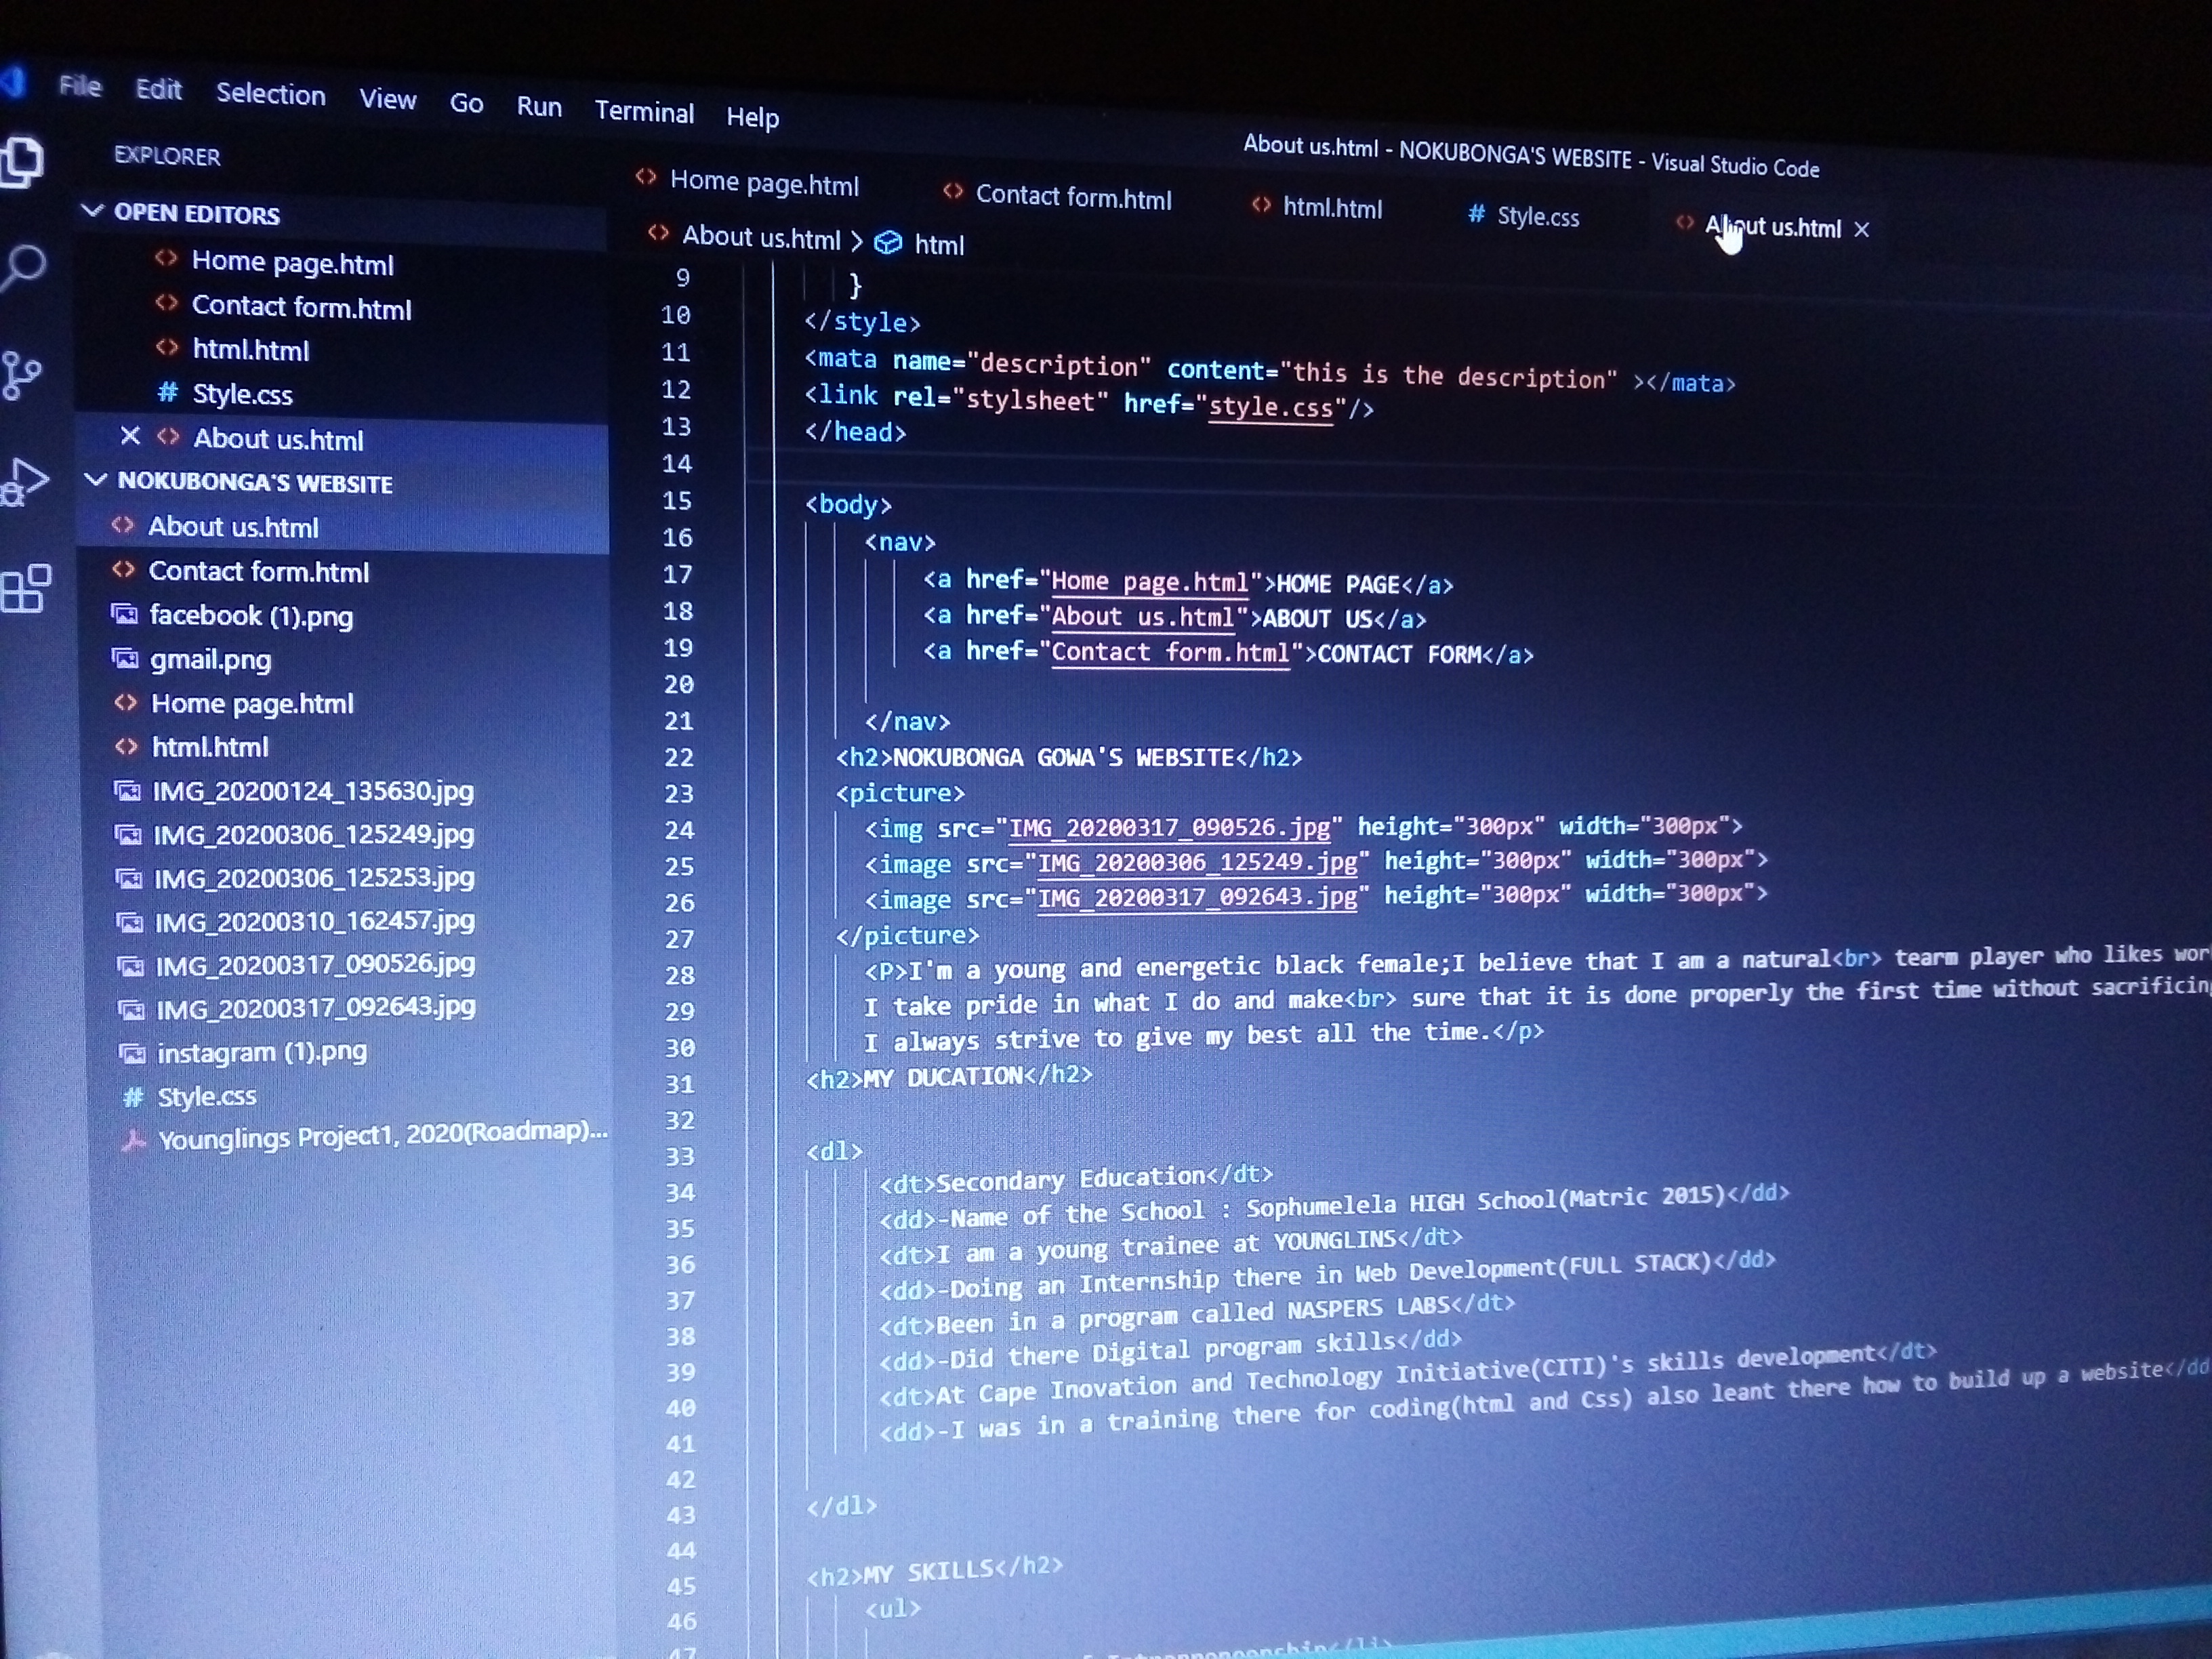 File Edit Selection View Go Run Terminal Help
About us.html - NOKUBONGA'S WEBSITE - Visual Studio Code
EXPLORER
OPEN EDITORS
Home page.html
Contact form.html
html.html
# Style.css
About us.html
NOKUBONGA'S WEBSITE
About us.html
Contact form.html
facebook (1).png
gmail.png
Home page.html
html.html
IMG_20200124_135630.jpg
IMG_20200306_125249.jpg
IMG_20200306_125253.jpg
IMG_20200310_162457.jpg
IMG_20200317_090526.jpg
IMG_20200317_092643.jpg
instagram (1).png
# Style.css
Younglings Project1, 2020(Roadmap)...
Home page.html Contact form.html html.html # Style.css About us.html
About us.html > html
9 }
10 </style>
11 <mata name="description" content="this is the description" ></mata>
12 <link rel="stylsheet" href="style.css"/>
13 </head>
14
15 <body>
16 <nav>
17 <a href="Home page.html">HOME PAGE</a>
18 <a href="About us.html">ABOUT US</a>
19 <a href="Contact form.html">CONTACT FORM</a>
20
21 </nav>
22 <h2>NOKUBONGA GOWA'S WEBSITE</h2>
23 <picture>
24 <img src="IMG_20200317_090526.jpg" height="300px" width="300px">
25 <image src="IMG_20200306_125249.jpg" height="300px" width="300px">
26 <image src="IMG_20200317_092643.jpg" height="300px" width="300px">
27 </picture>
28 <P>I'm a young and energetic black female;I believe that I am a natural<br> tearm player who likes wor
29 I take pride in what I do and make<br> sure that it is done properly the first time without sacrificin
30 I always strive to give my best all the time.</p>
31 <h2>MY DUCATION</h2>
32
33 <dl>
34 <dt>Secondary Education</dt>
35 <dd>-Name of the School : Sophumelela HIGH School(Matric 2015)</dd>
36 <dt>I am a young trainee at YOUNGLINS</dt>
37 <dd>-Doing an Internship there in Web Development(FULL STACK)</dd>
38 <dt>Been in a program called NASPERS LABS</dt>
39 <dd>-Did there Digital program skills</dd>
40 <dt>At Cape Inovation and Technology Initiative(CITI)'s skills development</dt>
41 <dd>-I was in a training there for coding(html and Css) also leant there how to build up a website</dd
42
43 </dl>
44
45 <h2>MY SKILLS</h2>
46 <ul>
47 </li>